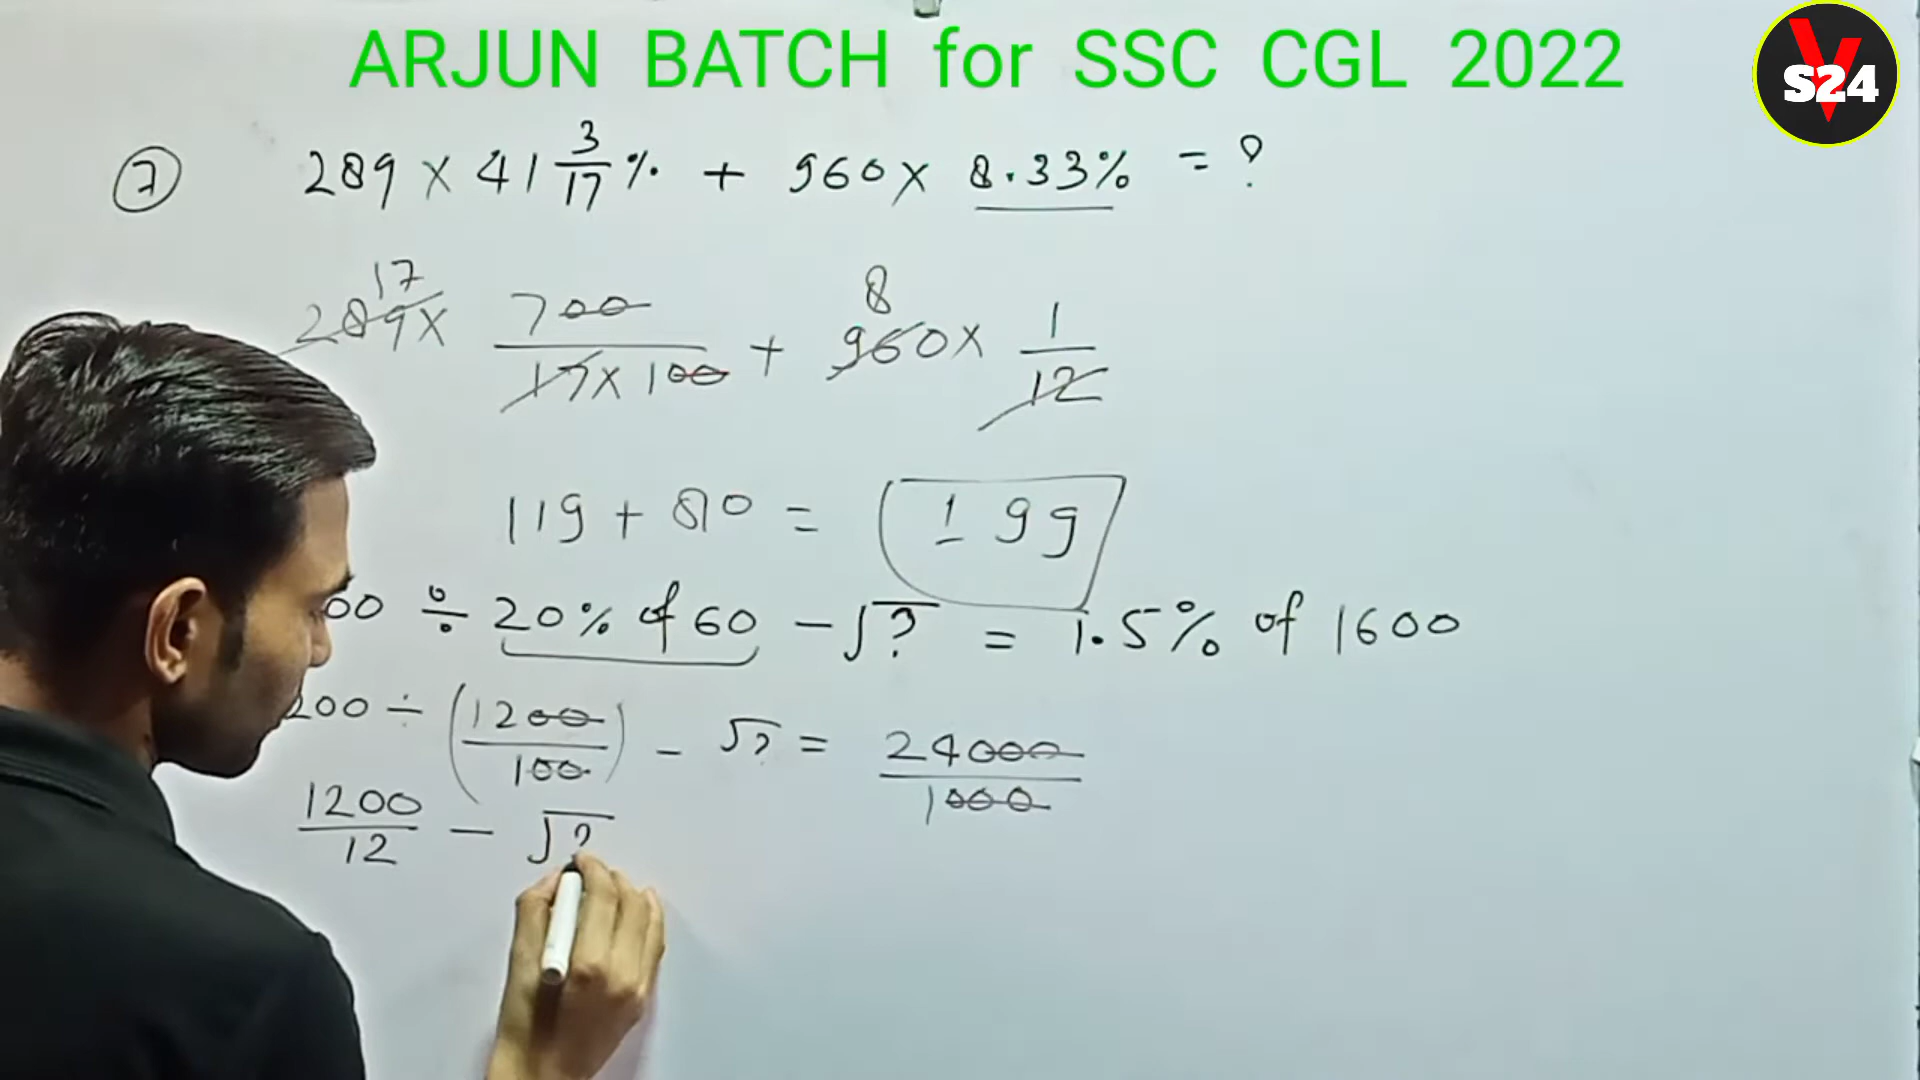 ARJUN BATCH for SSC CGL 2022
VS24
7 289 × 41 3/17 % + 960 × 8.33% = ?
17 8
289 × 700/17×100 + 960 × 1/12
119 + 80 = 199
00 ÷ 20% of 60 − √? = 1.5% of 1600
200 ÷ (1200/100) − √? = 24000/1000
1200/12 − √?